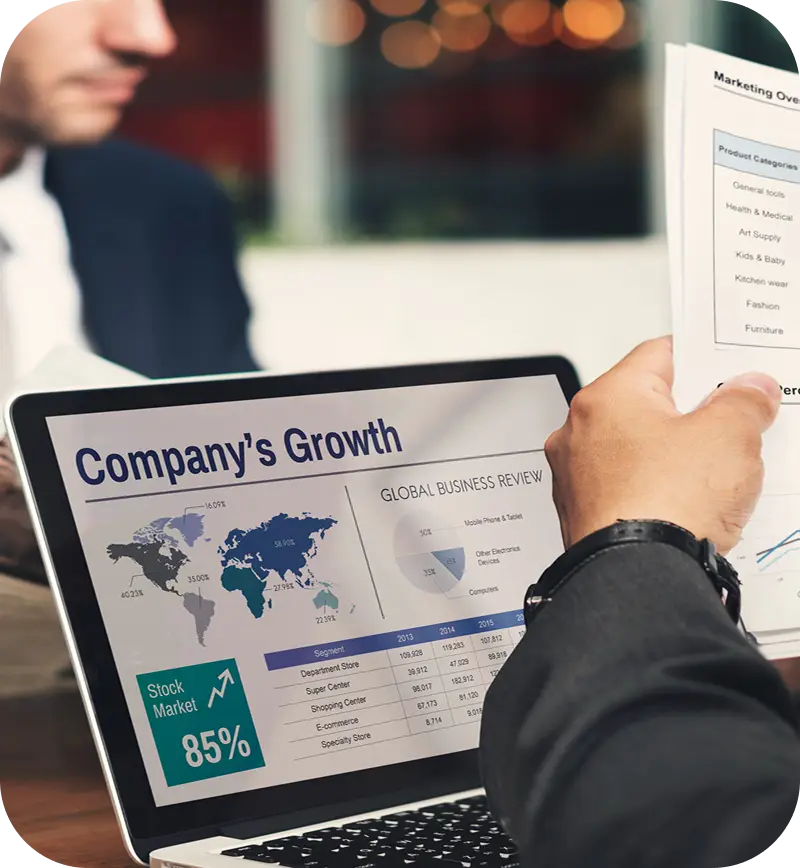 Marketing Ove
Product Categories
General tools
Health & Medical
Art Supply
Kids & Baby
Kitchen wear
Fashion
Furniture
Company's Growth
GLOBAL BUSINESS REVIEW
16.09%
58.90%
40.23%
35.00%
27.98%
22.39%
50%
35%
15%
Mobile Phone & Tablet
Other Electronics
Devices
Computers
Segment 2013 2014 2015
Department Store 109,928 119,283 107,812
Super Center 39,912 47,029 89,918
Shopping Center 98,017 182,912
E-commerce 67,173 81,120
Specialty Store 8,714
Stock
Market
85%